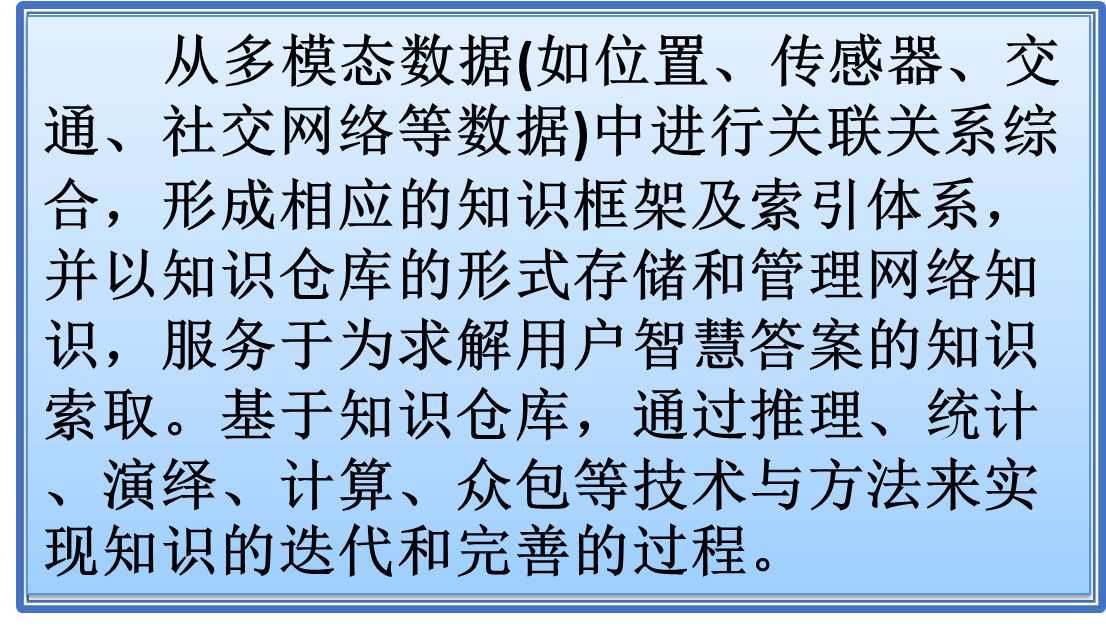 从多模态数据(如位置、传感器、交
通、社交网络等数据)中进行关联关系综
合，形成相应的知识框架及索引体系，
并以知识仓库的形式存储和管理网络知
识，服务于为求解用户智慧答案的知识
索取。基于知识仓库，通过推理、统计
、演绎、计算、众包等技术与方法来实
现知识的迭代和完善的过程。